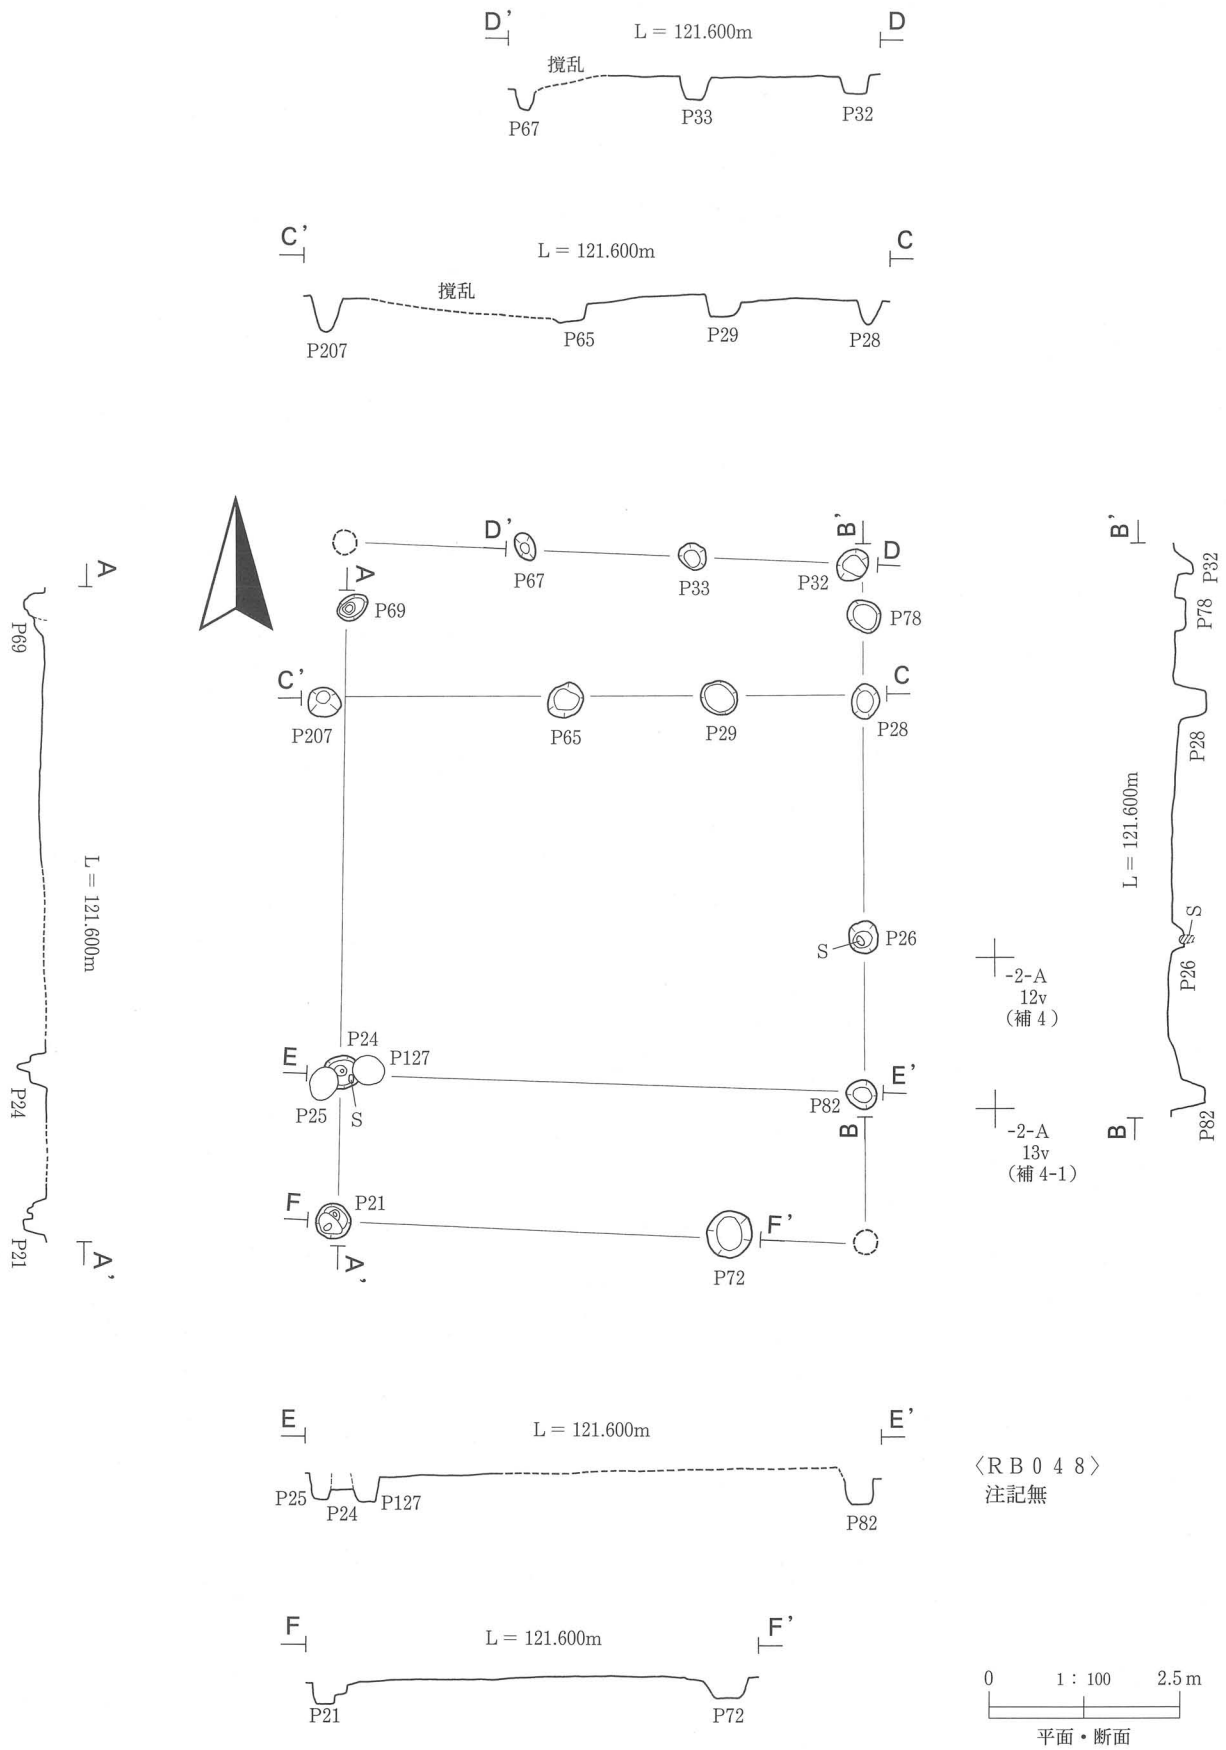 D' D
L = 121.600m
攪乱
P67 P33 P32
C' C
L = 121.600m
攪乱
P207 P65 P29 P28
A
P69
L = 121.600m
P24
P21
A'
D' B' D
P67 P33 P32
A P69 P78
C' C
P207 P65 P29 P28
S P26
P24
E P127 E'
P25 S P82
B
F P21 F'
A' P72
-2-A
12v
(補 4 )
-2-A
13v
(補 4-1)
B'
P32
P78
P28
L = 121.600m
S
P26
P82
B
E E'
L = 121.600m
P25 P24 P127 P82
〈R B 0 4 8〉
注記無
F F'
L = 121.600m
P21 P72
0 1 : 100 2.5 m
平面・断面